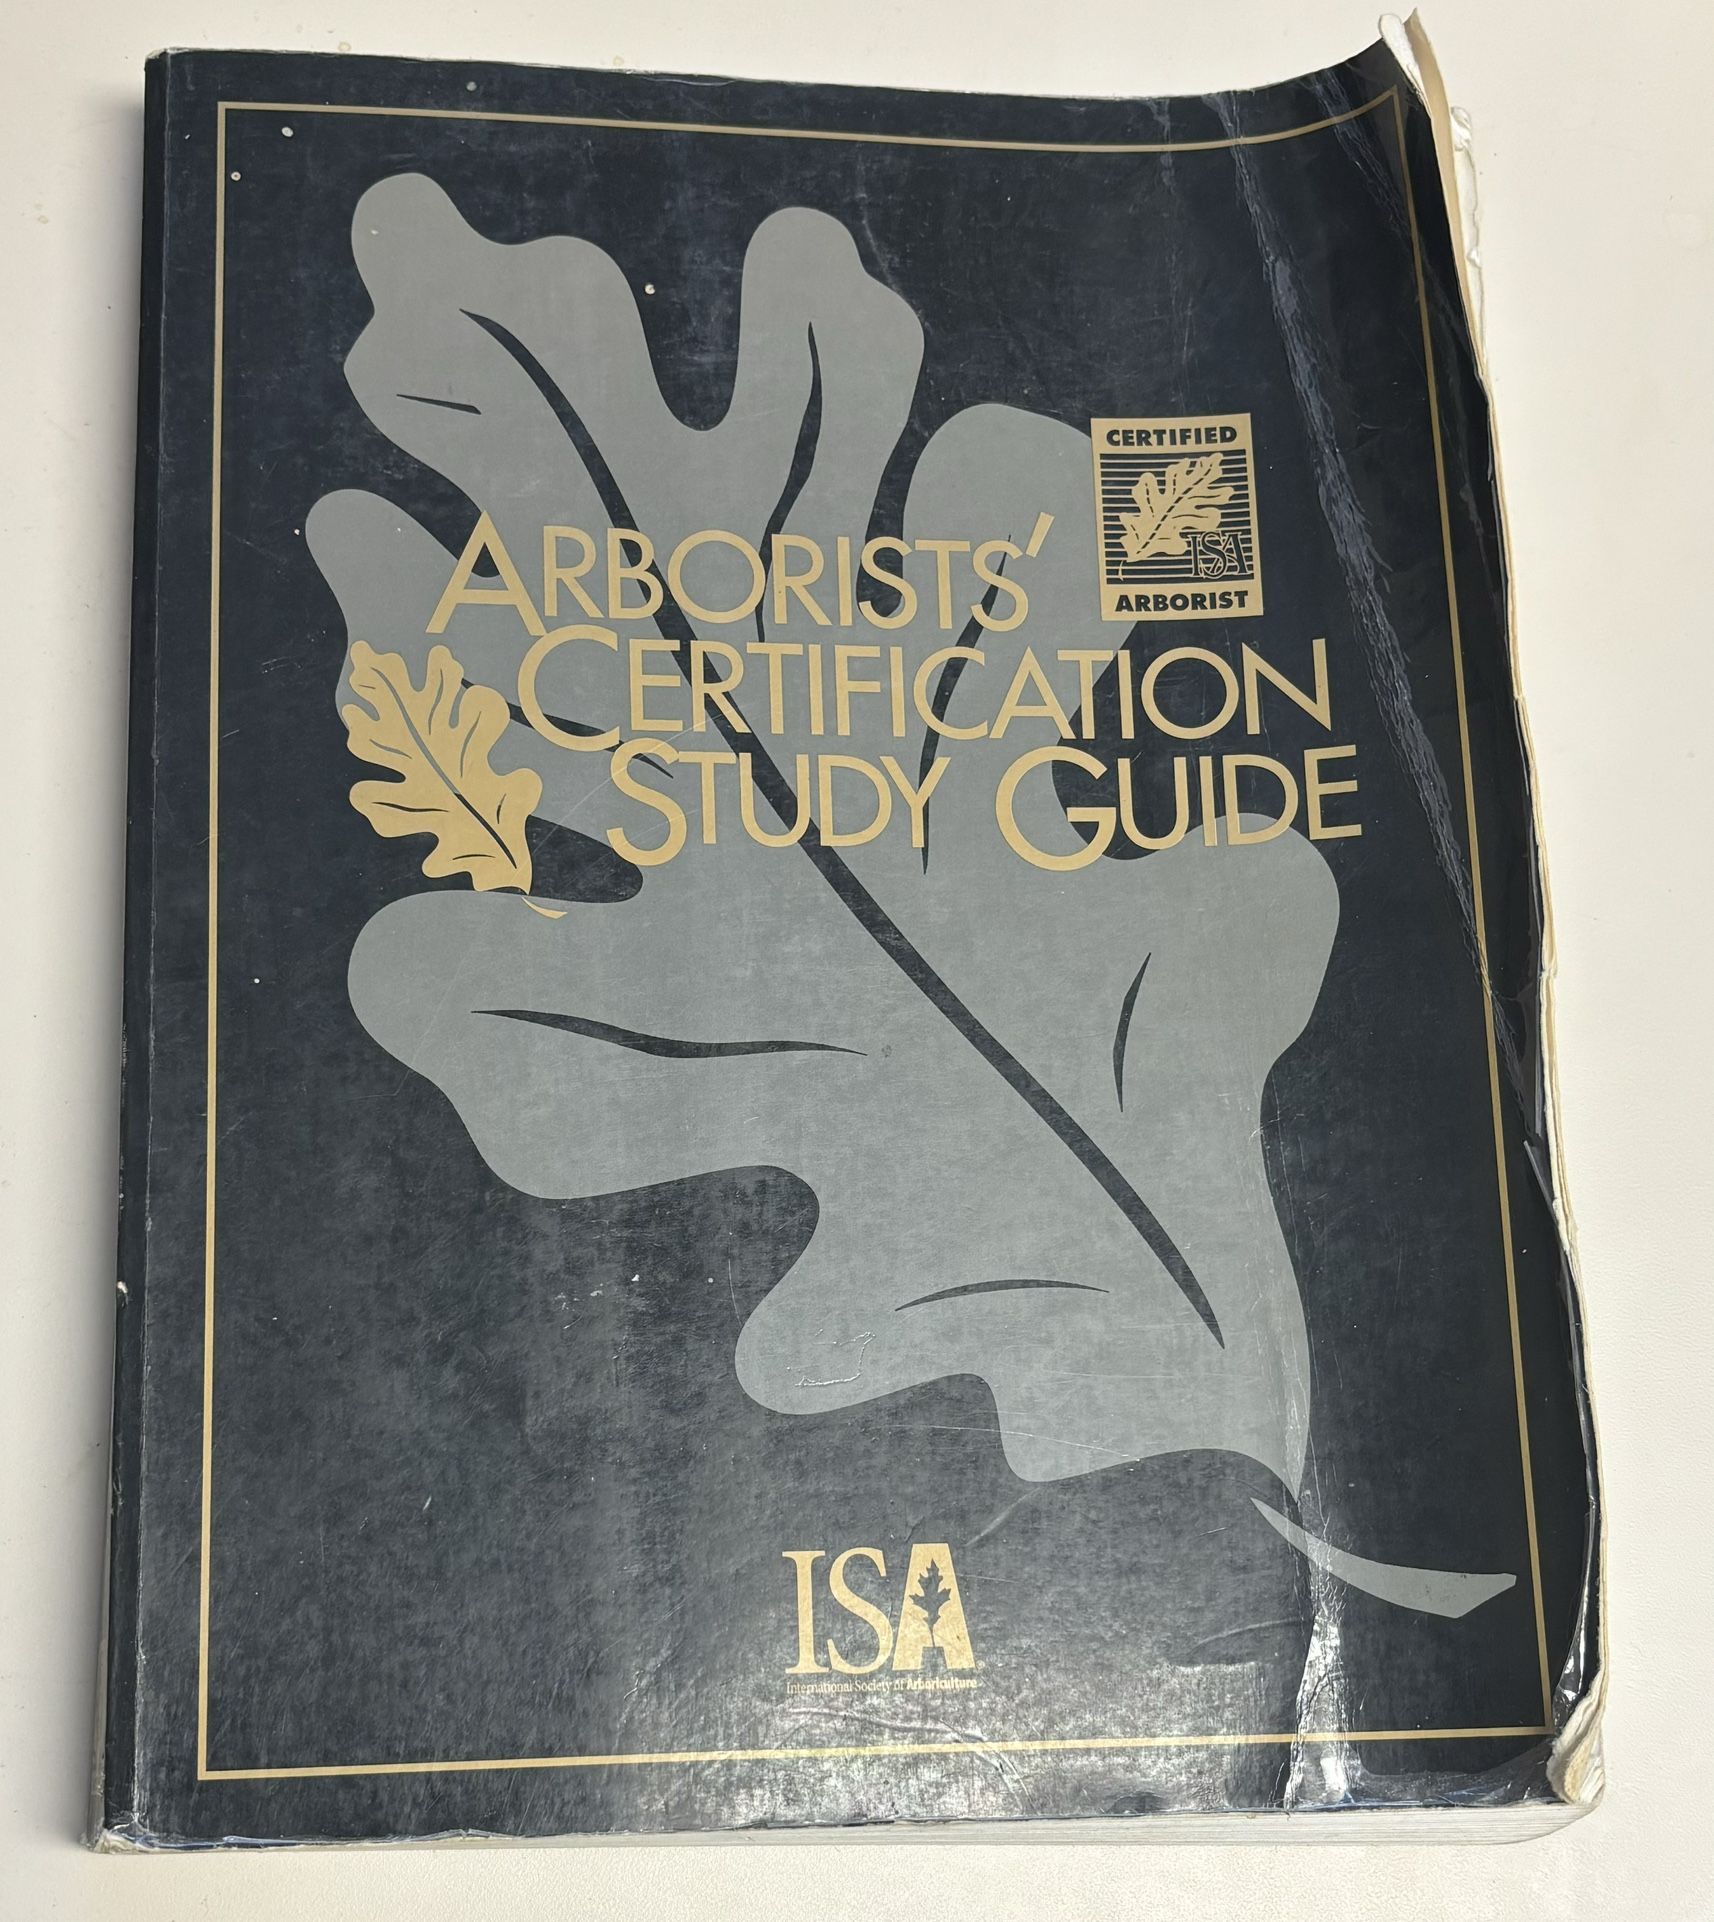 CERTIFIED
ISA
ARBORIST
ARBORISTS'
CERTIFICATION
STUDY GUIDE
ISA
International Society of Arboriculture